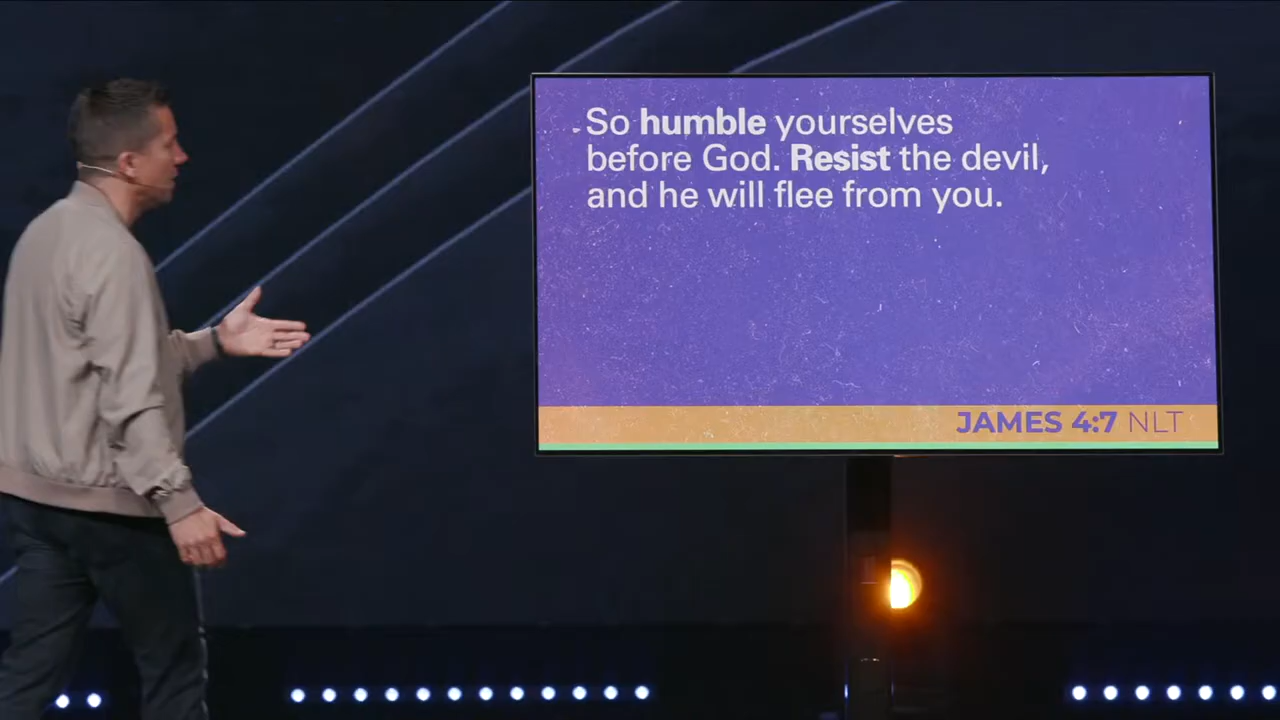 So humble yourselves
before God. Resist the devil,
and he will flee from you.
JAMES 4:7 NLT